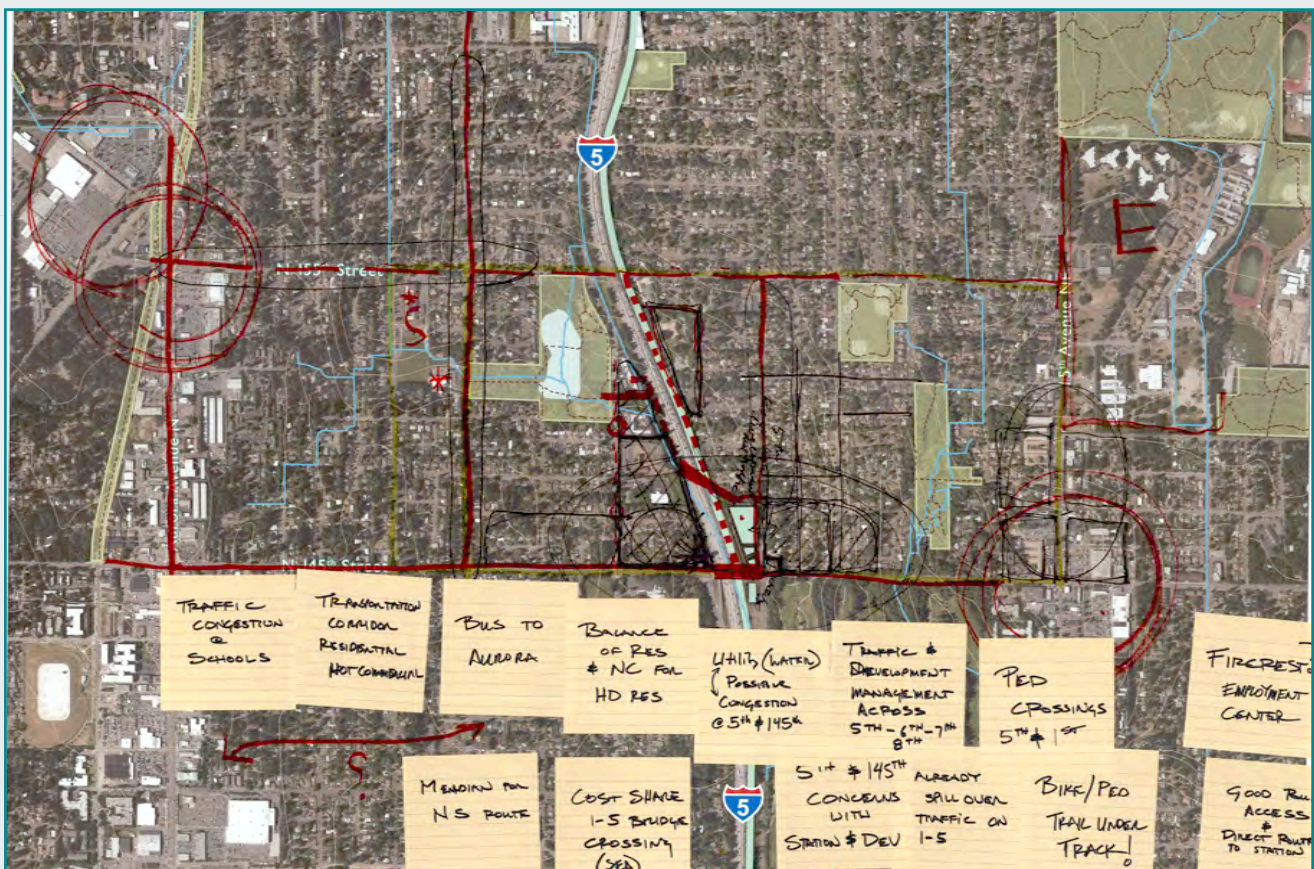 5
N 155th Street
E
5th Avenue NE
S
N 145th Street
TRAFFIC
CONGESTION
@
SCHOOLS
TRANSPORTATION
CORRIDOR
RESIDENTIAL
NOT COMMERCIAL
BUS TO
AURORA
BALANCE
OF RES
& NC FOR
HD RES
Utility (WATER)
POSSIBLE
CONGESTION
@ 5th & 145th
TRAFFIC &
DEVELOPMENT
MANAGEMENT
ACROSS
5TH - 6TH - 7TH
8TH
PED
CROSSINGS
5TH & 1ST
FIRCREST
EMPLOYMENT
CENTER
?
MERIDIAN FOR
NS ROUTE
COST SHARE
I-5 BRIDGE
CROSSING
5
5TH & 145TH
CONCERNS
WITH
STATION & DEV
ALREADY
SPILL OVER
TRAFFIC ON
I-5
BIKE/PED
TRAIL UNDER
TRACK!
GOOD
ACCESS
&
DIRECT ROUTE
TO STATION